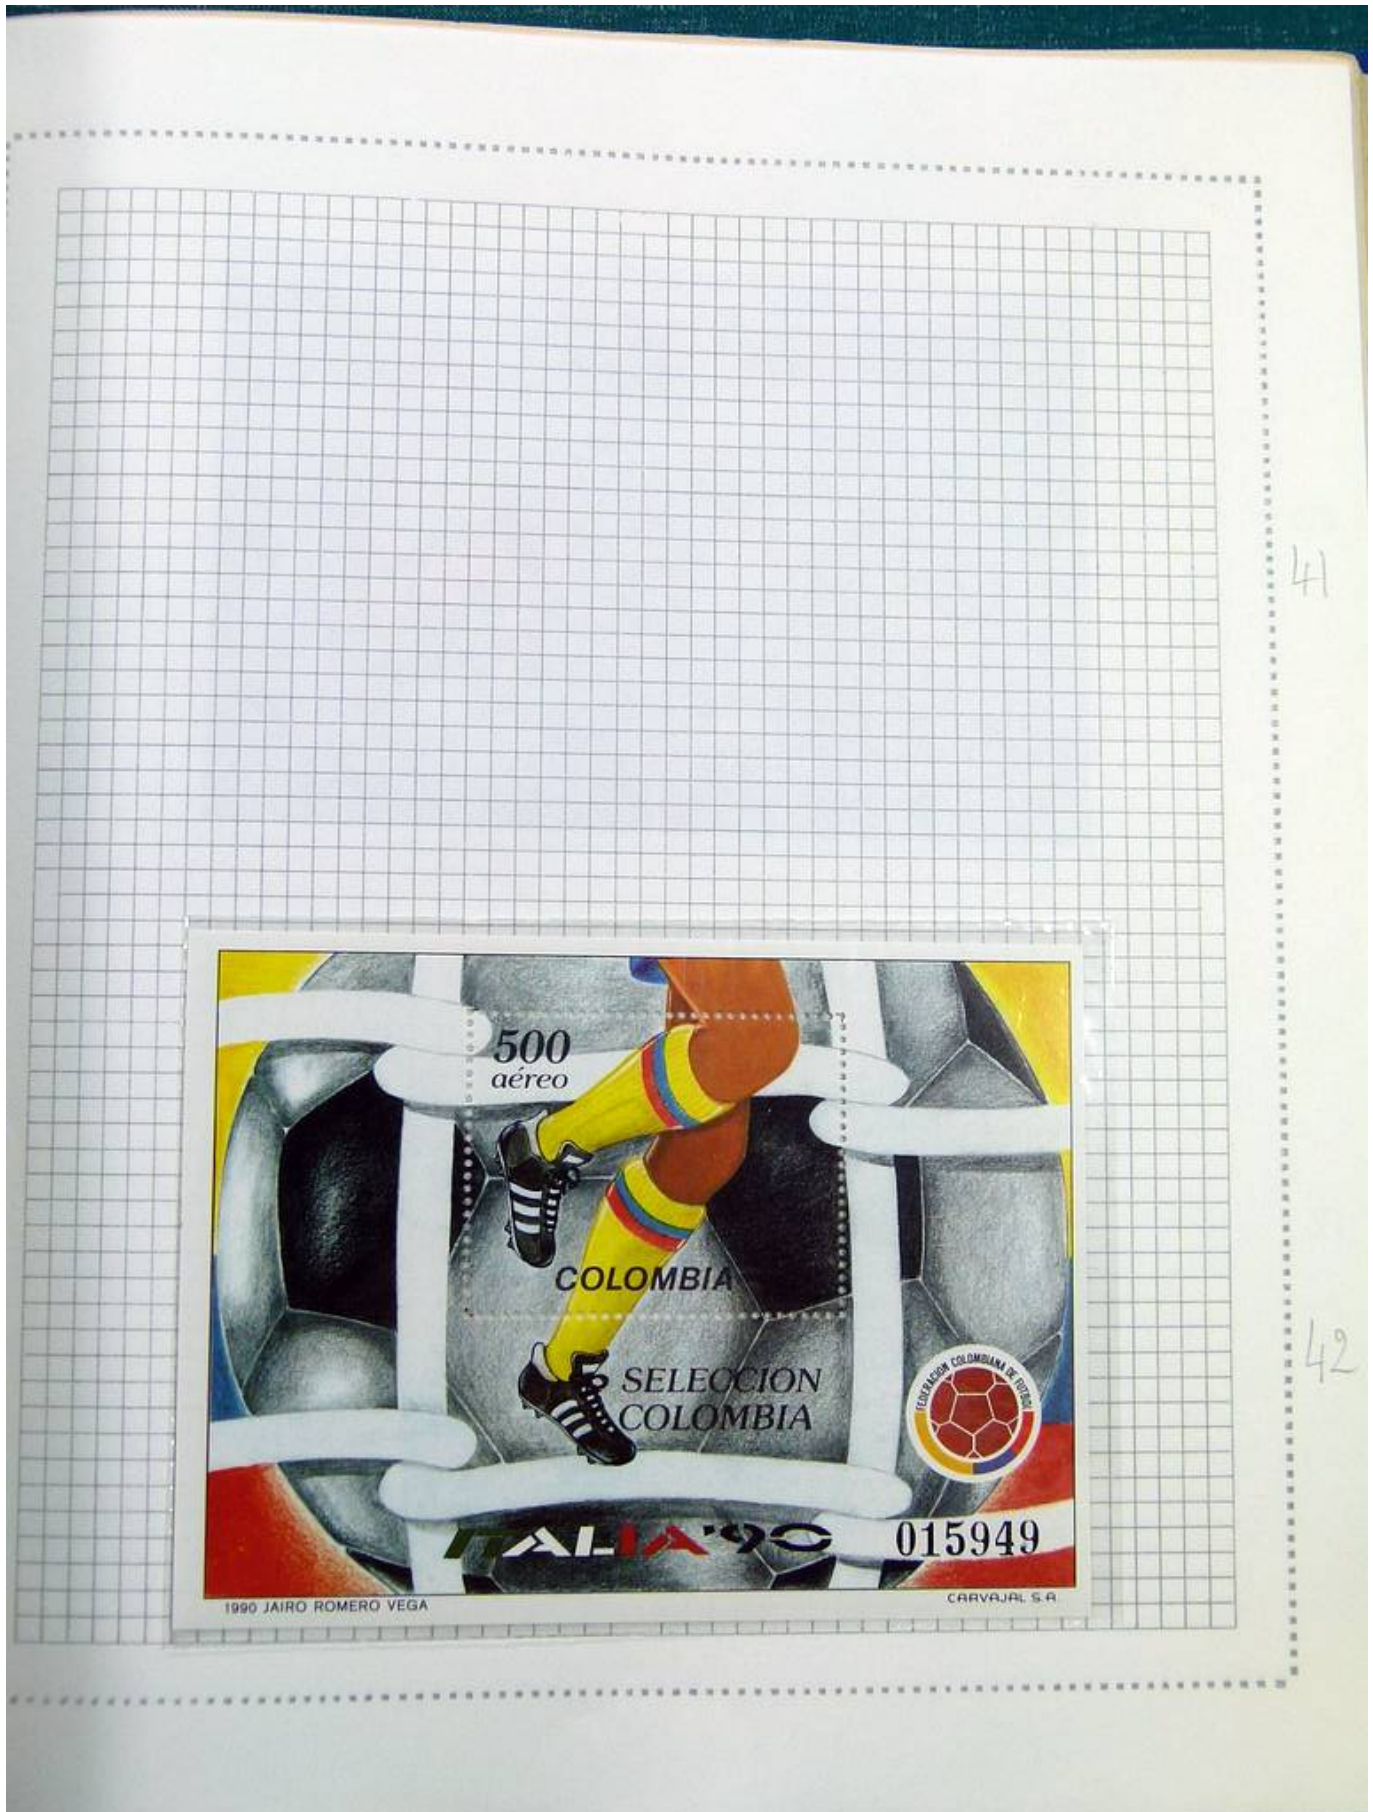 41
500
aéreo
COLOMBIA
42
SELECCION
COLOMBIA
FEDERACION COLOMBIANA DE FUTBOL
ITALIA'90
015949
1990 JAIRO ROMERO VEGA
CARVAJAL S.A.